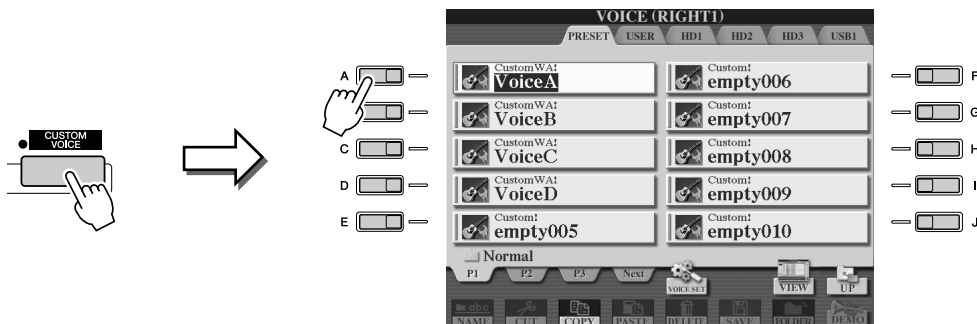 CUSTOM
VOICE
A
C
D
E
VOICE (RIGHT1)
PRESET USER HD1 HD2 HD3 USB1
CustomWA!
VoiceA
CustomWA!
VoiceB
CustomWA!
VoiceC
CustomWA!
VoiceD
Custom!
empty005
Custom!
empty006
Custom!
empty007
Custom!
empty008
Custom!
empty009
Custom!
empty010
Normal
P1 P2 P3 Next
VOICE SET
VIEW
UP
abc
NAME CUT COPY PASTE DELETE SAVE FOLDER DEMO
F
G
H
I
J